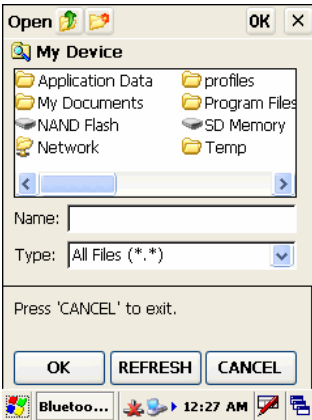 Open OK ×
My Device
Application Data profiles
My Documents Program Files
NAND Flash SD Memory
Network Temp
Name:
Type: All Files (*.*)
Press 'CANCEL' to exit.
OK REFRESH CANCEL
Bluetoo... 12:27 AM